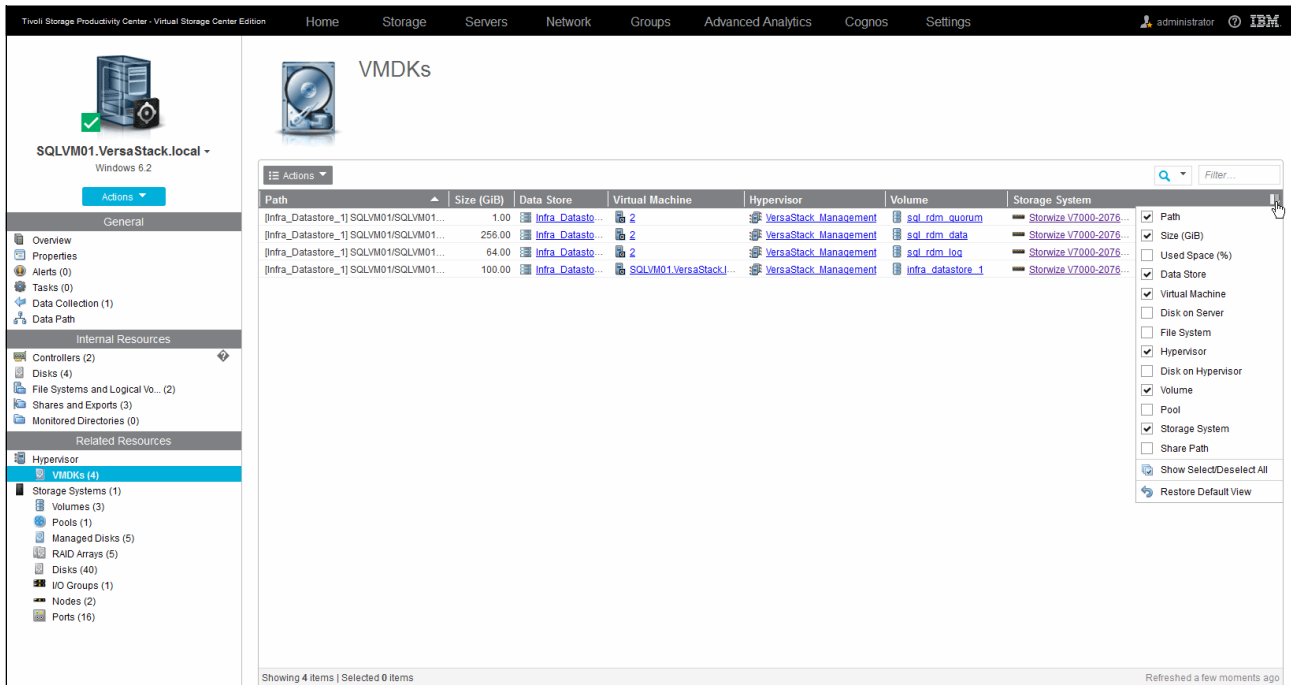 Tivoli Storage Productivity Center - Virtual Storage Center Edition
Home Storage Servers Network Groups Advanced Analytics Cognos Settings
administrator IBM
SQLVM01.VersaStack.local
Windows 6.2
Actions
General
Overview
Properties
Alerts (0)
Tasks (0)
Data Collection (1)
Data Path
Internal Resources
Controllers (2)
Disks (4)
File Systems and Logical Vo... (2)
Shares and Exports (3)
Monitored Directories (0)
Related Resources
Hypervisor
VMDKs (4)
Storage Systems (1)
Volumes (3)
Pools (1)
Managed Disks (5)
RAID Arrays (5)
Disks (40)
I/O Groups (1)
Nodes (2)
Ports (16)
VMDKs
Actions Filter...
Path Size (GiB) Data Store Virtual Machine Hypervisor Volume Storage System
[Infra_Datastore_1] SQLVM01/SQLVM01... 1.00 Infra_Datasto... 2 VersaStack_Management sql_rdm_quorum Storwize V7000-2076...
[Infra_Datastore_1] SQLVM01/SQLVM01... 256.00 Infra_Datasto... 2 VersaStack_Management sql_rdm_data Storwize V7000-2076...
[Infra_Datastore_1] SQLVM01/SQLVM01... 64.00 Infra_Datasto... 2 VersaStack_Management sql_rdm_log Storwize V7000-2076...
[Infra_Datastore_1] SQLVM01/SQLVM01... 100.00 Infra_Datasto... SQLVM01.VersaStack.l... VersaStack_Management infra_datastore_1 Storwize V7000-2076...
Path
Size (GiB)
Used Space (%)
Data Store
Virtual Machine
Disk on Server
File System
Hypervisor
Disk on Hypervisor
Volume
Pool
Storage System
Share Path
Show Select/Deselect All
Restore Default View
Showing 4 items | Selected 0 items Refreshed a few moments ago